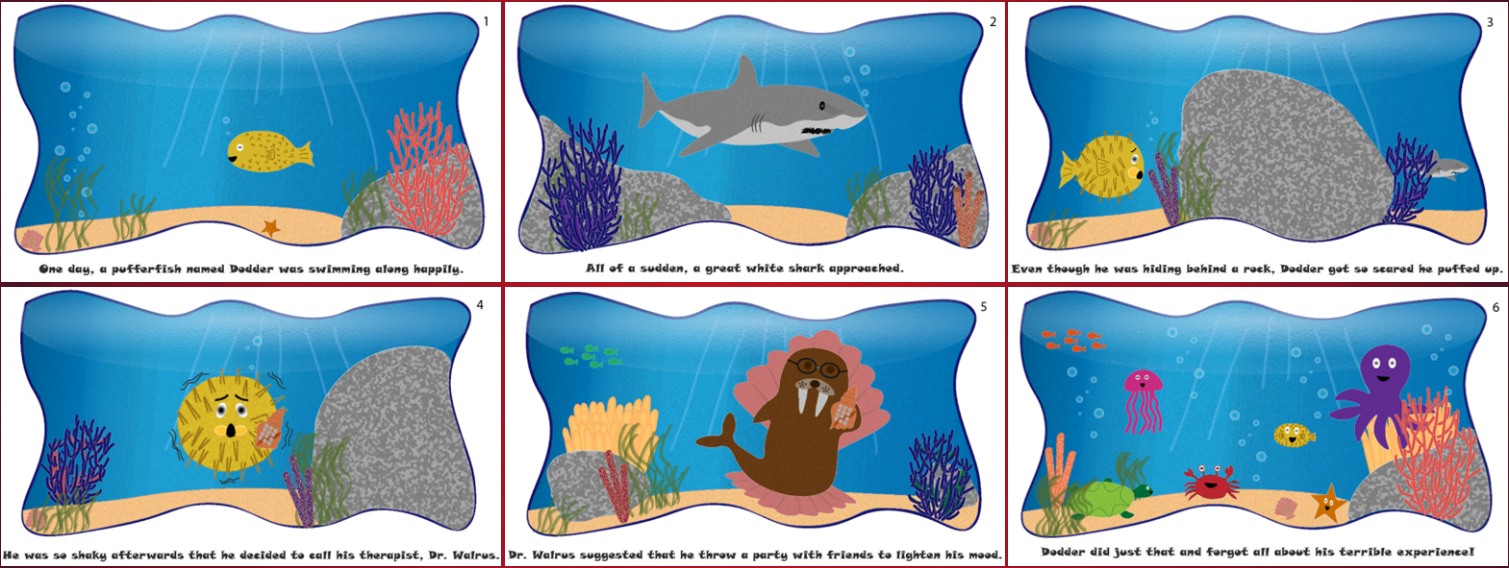 1
One day, a pufferfish named Dodder was swimming along happily.
2
All of a sudden, a great white shark approached.
3
Even though he was hiding behind a rock, Dodder got so scared he puffed up.
4
He was so shaky afterwards that he decided to call his therapist, Dr. Walrus.
5
Dr. Walrus suggested that he throw a party with friends to lighten his mood.
6
Dodder did just that and forgot all about his terrible experience!